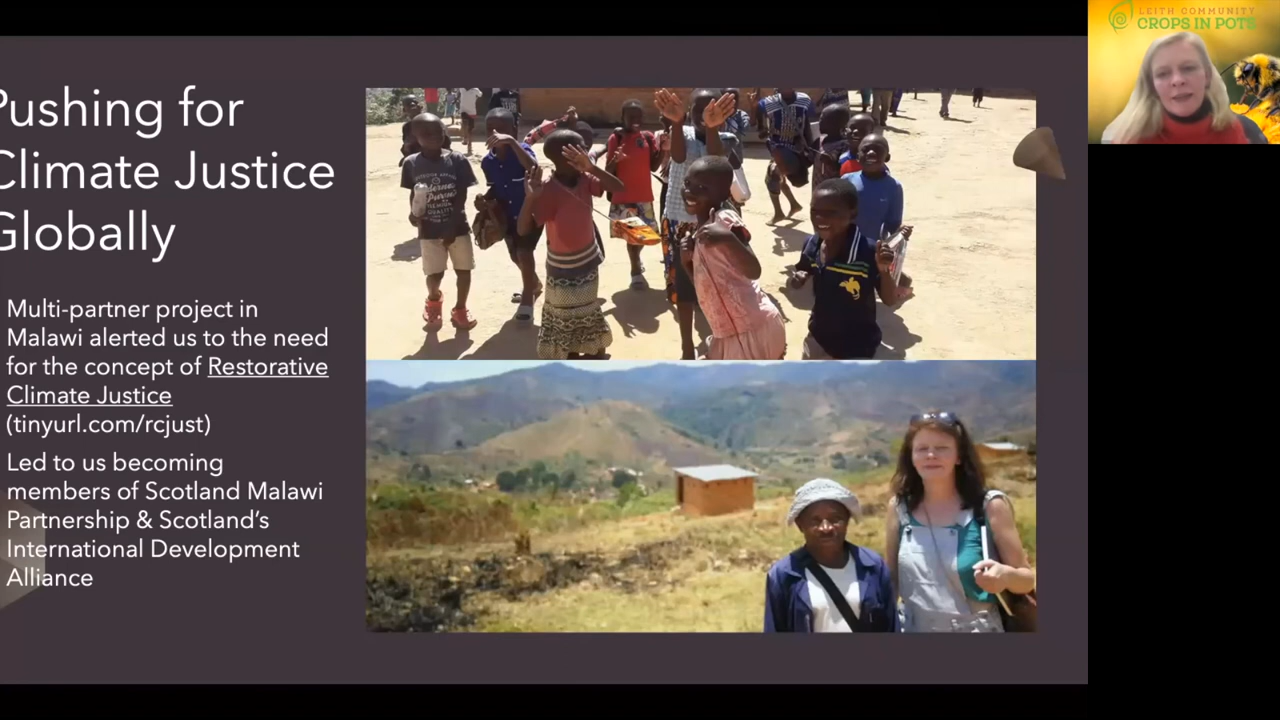 Pushing for
Climate Justice
Globally
Multi-partner project in
Malawi alerted us to the need
for the concept of Restorative
Climate Justice
(tinyurl.com/rcjust)
Led to us becoming
members of Scotland Malawi
Partnership & Scotland's
International Development
Alliance
LEITH COMMUNITY
CROPS IN POTS